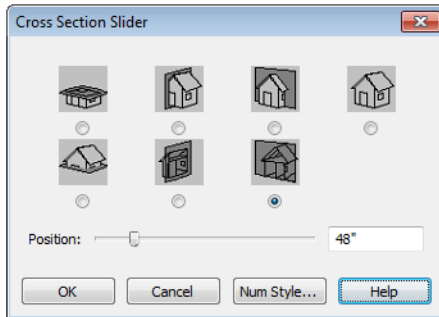 Cross Section Slider
Position:
48"
OK
Cancel
Num Style...
Help